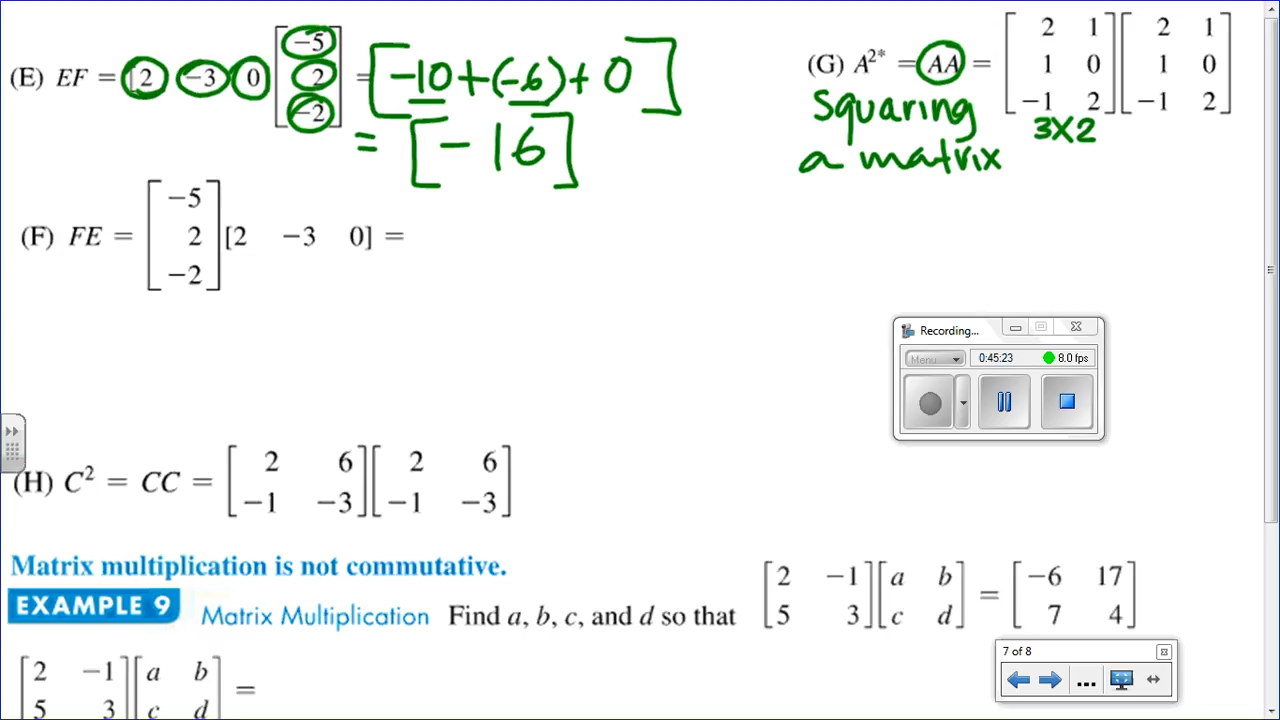 (E) EF = [2 −3 0] [−5 2 −2] = [−10 + (−6) + 0]
= [−16]
(G) A²* = AA = [2 1 1 0 −1 2] [2 1 1 0 −1 2]
3X2
Squaring
a matrix
(F) FE = [−5 2 −2] [2 −3 0] =
Recording...
Menu
0:45:23
8.0 fps
(H) C² = CC = [2 6 −1 −3] [2 6 −1 −3]
Matrix multiplication is not commutative.
EXAMPLE 9 Matrix Multiplication Find a, b, c, and d so that [2 −1 5 3] [a b c d] = [−6 17 7 4]
7 of 8
...
[2 −1 5 3] [a b c d] =